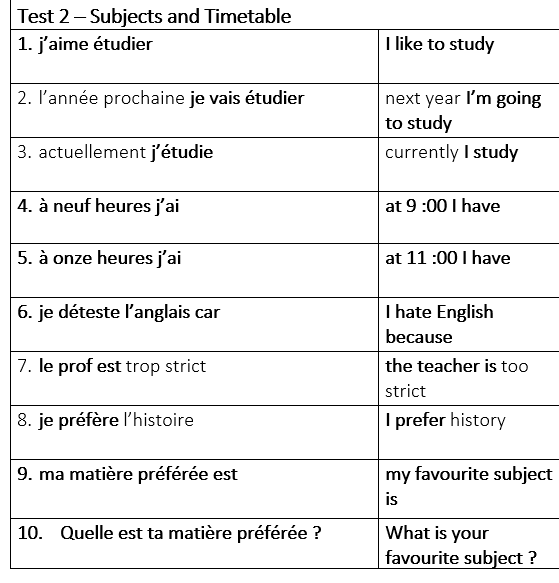 Test 2 – Subjects and Timetable
1. j’aime étudier
I like to study
2. l’année prochaine je vais étudier
next year I’m going
to study
3. actuellement j’étudie
currently I study
4. à neuf heures j’ai
at 9 :00 I have
5. à onze heures j’ai
at 11 :00 I have
6. je déteste l’anglais car
I hate English
because
7. le prof est trop strict
the teacher is too
strict
8. je préfère l’histoire
I prefer history
9. ma matière préférée est
my favourite subject
is
10. Quelle est ta matière préférée ?
What is your
favourite subject ?